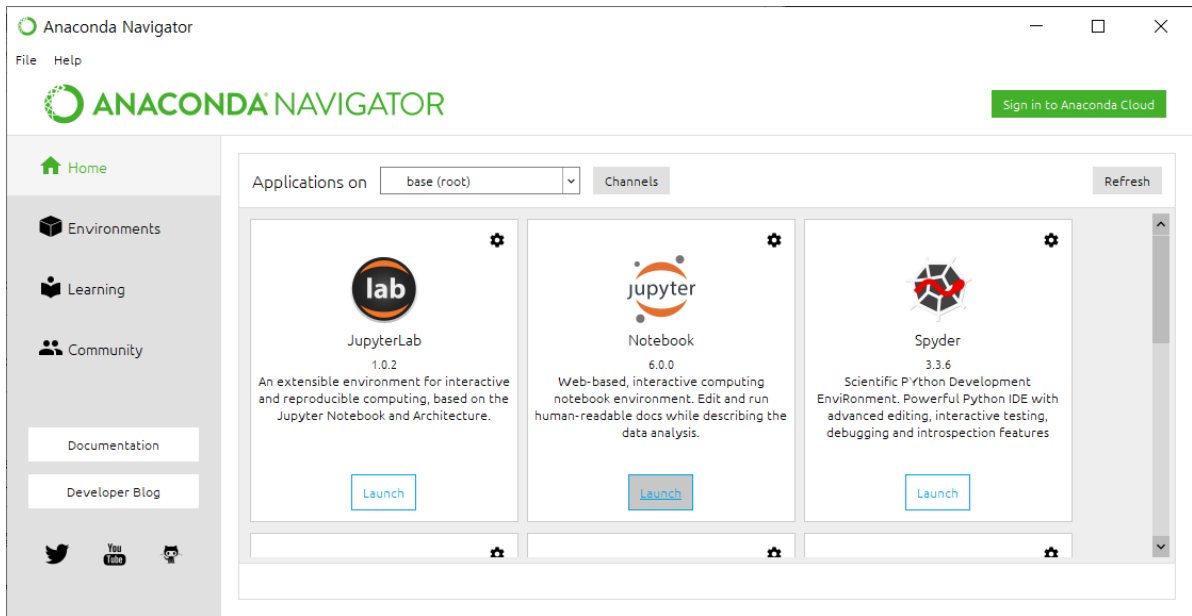 Anaconda Navigator
File Help
ANACONDA NAVIGATOR
Sign in to Anaconda Cloud
Home
Environments
Learning
Community
Documentation
Developer Blog
You
Tube
Applications on base (root) Channels Refresh
lab
JupyterLab
1.0.2
An extensible environment for interactive
and reproducible computing, based on the
Jupyter Notebook and Architecture.
Launch
jupyter
Notebook
6.0.0
Web-based, interactive computing
notebook environment. Edit and run
human-readable docs while describing the
data analysis.
Launch
Spyder
3.3.6
Scientific PYthon Development
EnviRonment. Powerful Python IDE with
advanced editing, interactive testing,
debugging and introspection features
Launch